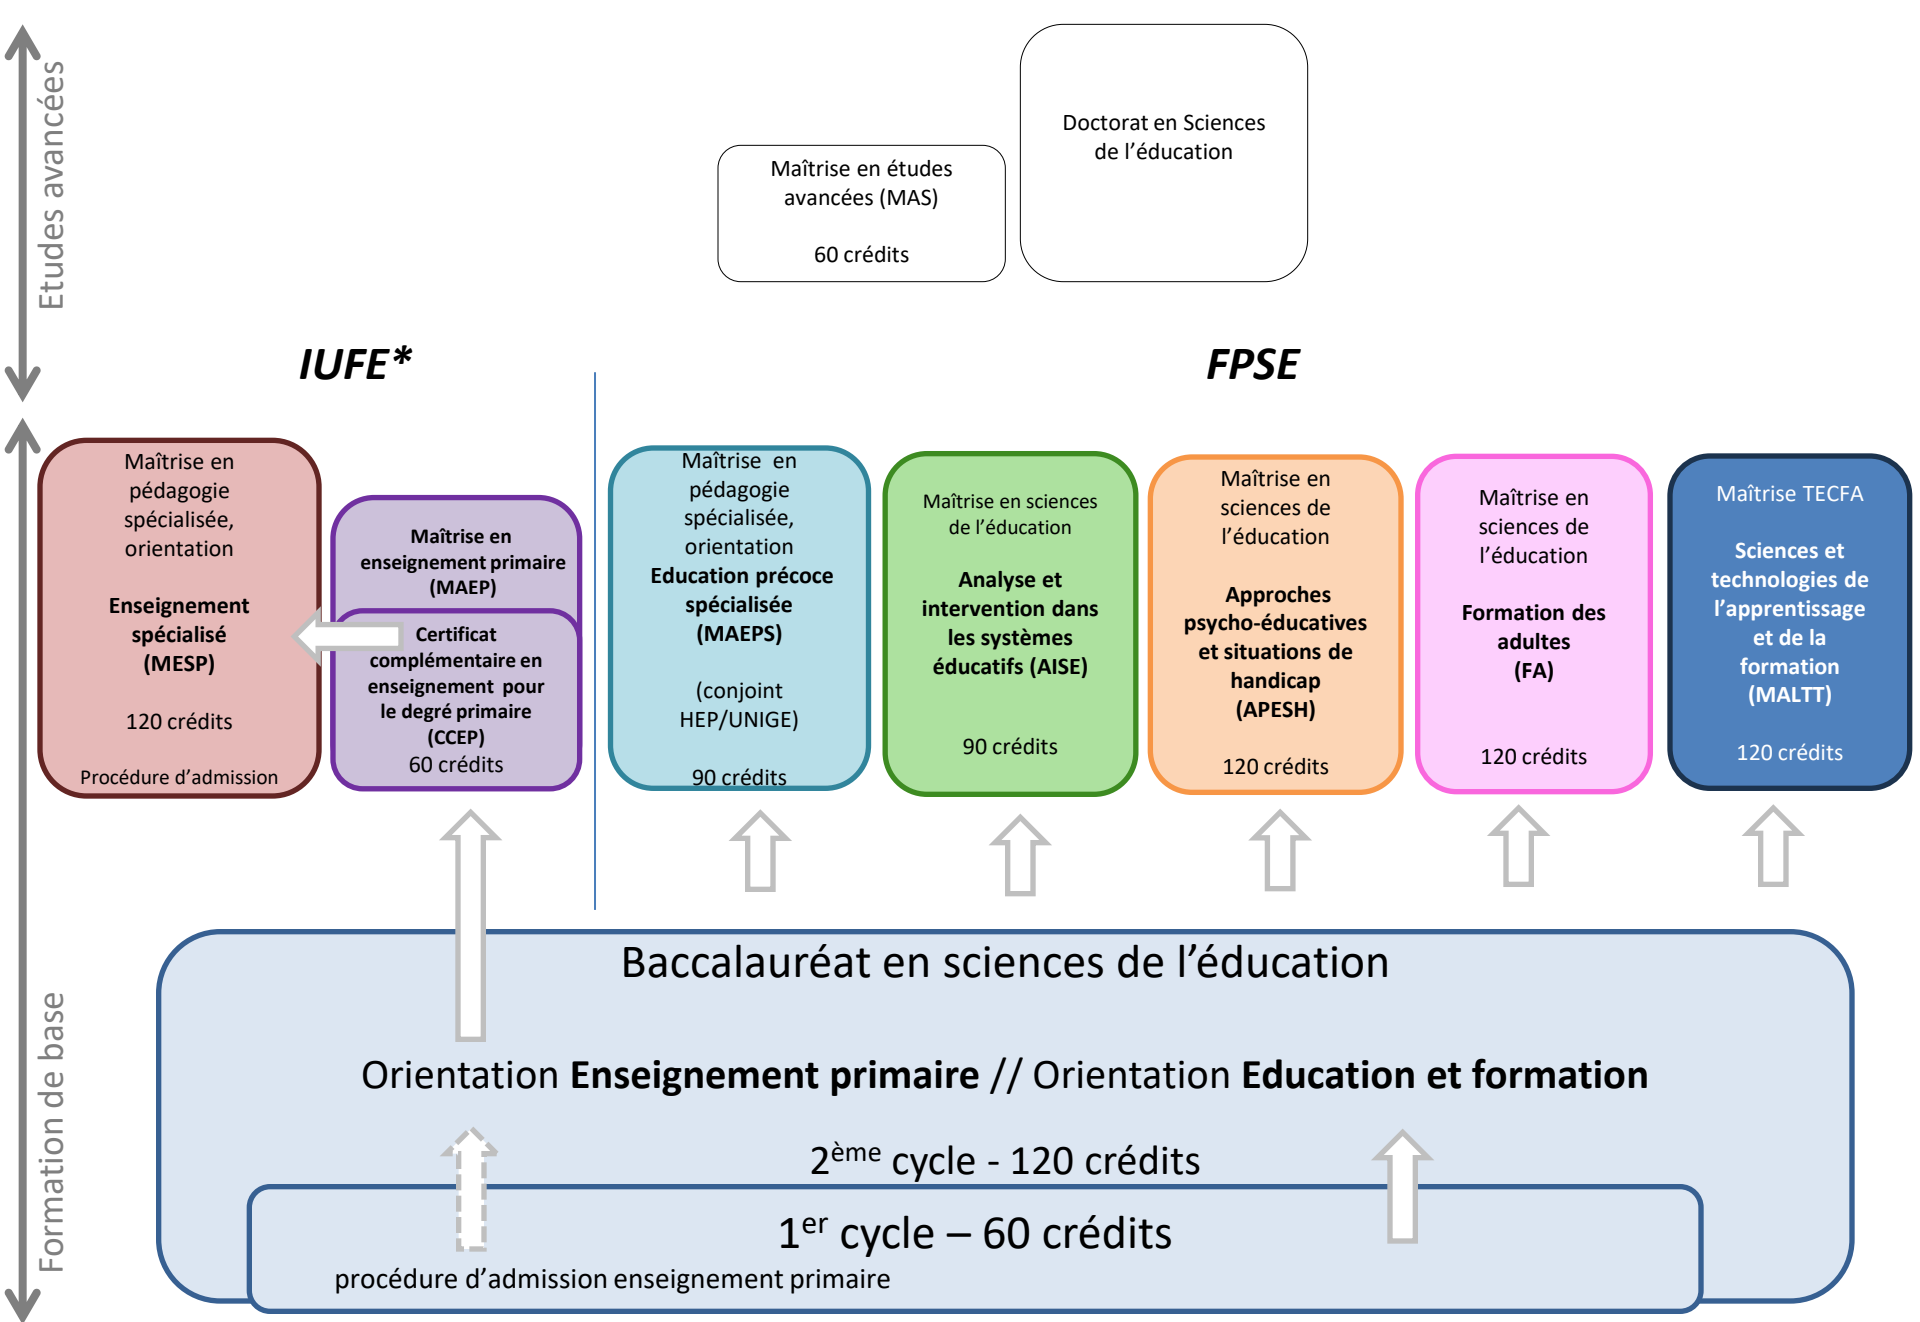 Etudes avancées
Doctorat en Sciences
de l’éducation
Maîtrise en études
avancées (MAS)
60 crédits
IUFE*
FPSE
Formation de base
Maîtrise en
pédagogie
spécialisée,
orientation
Enseignement
spécialisé
(MESP)
120 crédits
Procédure d’admission
Maîtrise en
enseignement primaire
(MAEP)
Certificat
complémentaire en
enseignement pour
le degré primaire
(CCEP)
60 crédits
Maîtrise en
pédagogie
spécialisée,
orientation
Education précoce
spécialisée
(MAEPS)
(conjoint
HEP/UNIGE)
90 crédits
Maîtrise en sciences
de l’éducation
Analyse et
intervention dans
les systèmes
éducatifs (AISE)
90 crédits
Maîtrise en
sciences de
l’éducation
Approches
psycho-éducatives
et situations de
handicap
(APESH)
120 crédits
Maîtrise en
sciences de
l’éducation
Formation des
adultes
(FA)
120 crédits
Maîtrise TECFA
Sciences et
technologies de
l’apprentissage
et de la
formation
(MALTT)
120 crédits
Baccalauréat en sciences de l’éducation
Orientation Enseignement primaire // Orientation Education et formation
2ème cycle - 120 crédits
1er cycle – 60 crédits
procédure d’admission enseignement primaire